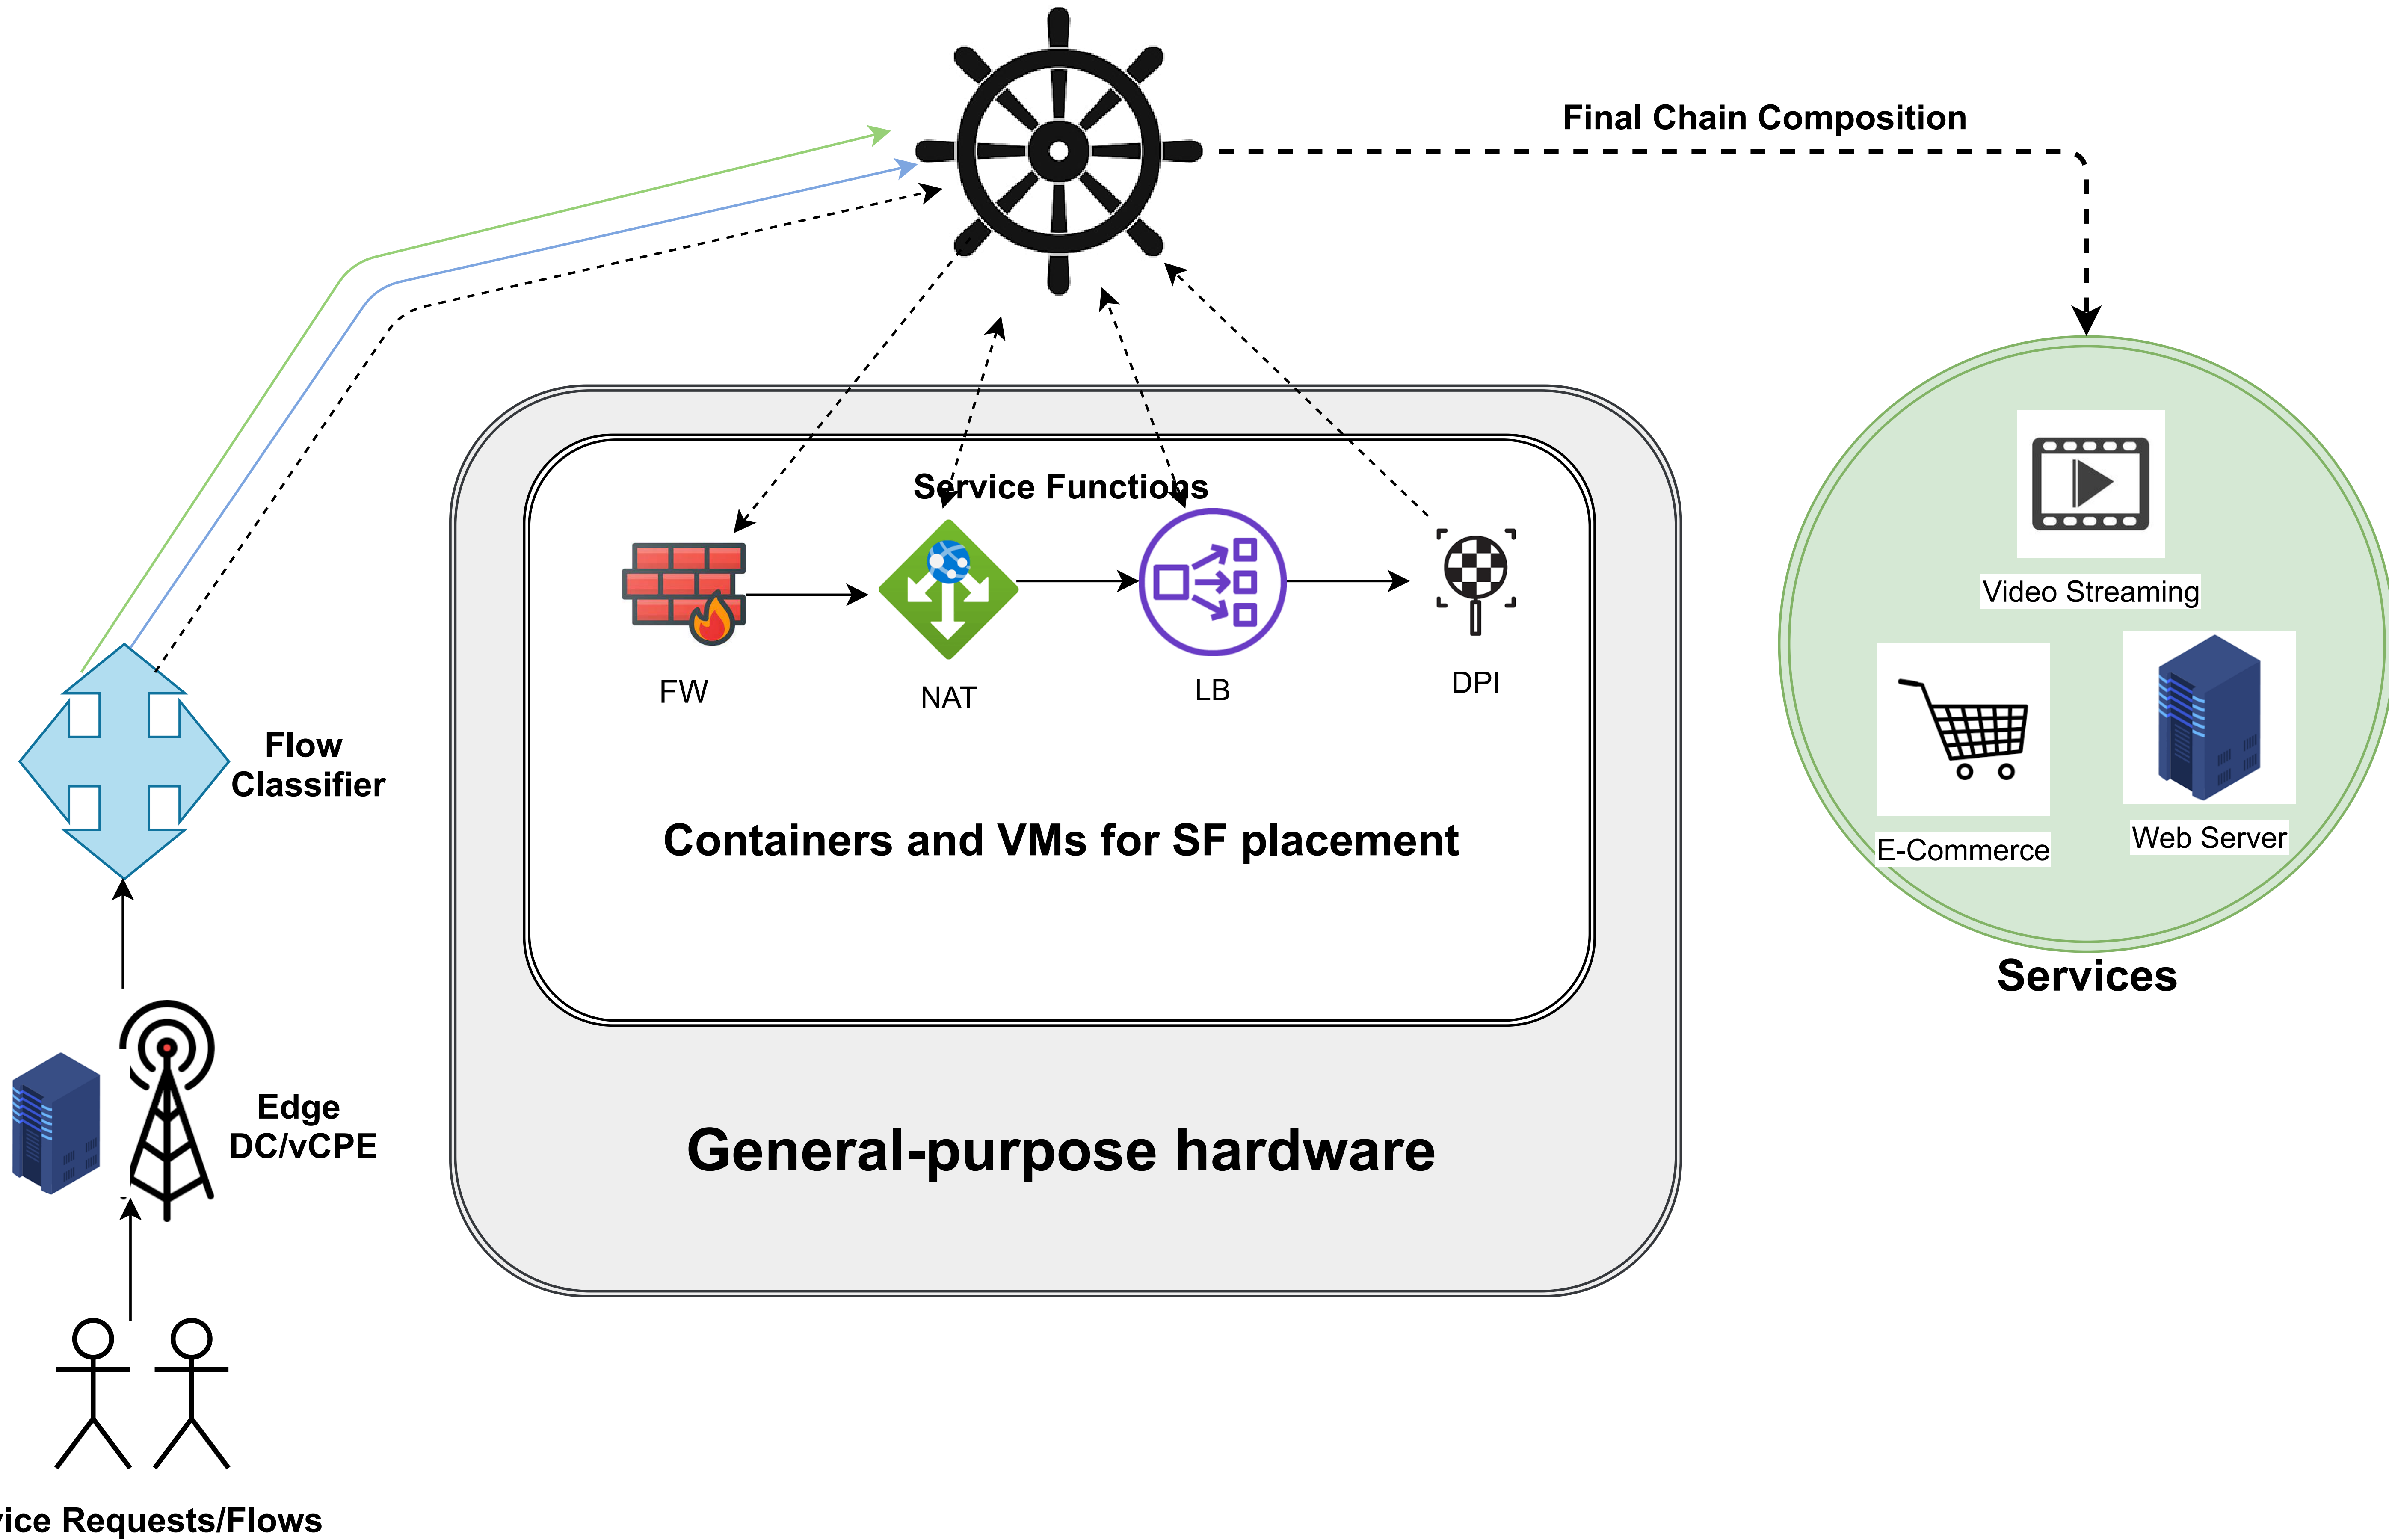 Final Chain Composition
Service Functions
FW
NAT
LB
DPI
Containers and VMs for SF placement
General-purpose hardware
Video Streaming
E-Commerce
Web Server
Services
Flow
Classifier
Edge
DC/vCPE
vice Requests/Flows